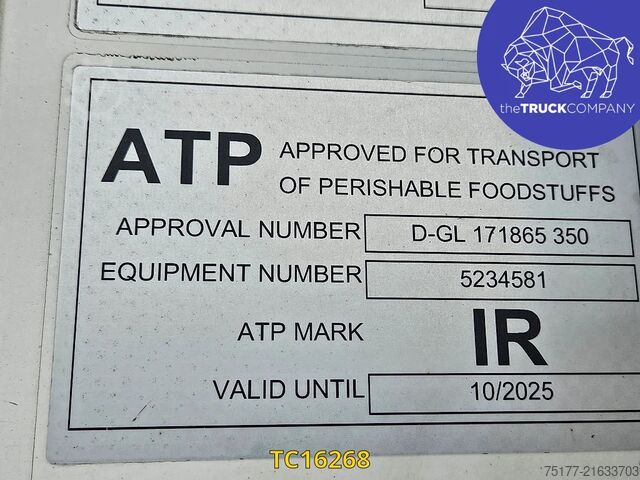 theTRUCKCOMPANY
ATP APPROVED FOR TRANSPORT
OF PERISHABLE FOODSTUFFS
APPROVAL NUMBER D-GL 171865 350
EQUIPMENT NUMBER 5234581
ATP MARK IR
VALID UNTIL 10/2025
TC16268
75177-21633703